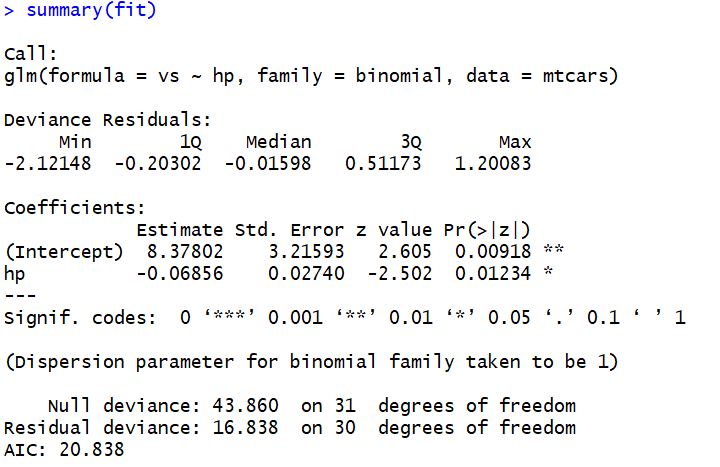 > summary(fit)
Call:
glm(formula = vs ~ hp, family = binomial, data = mtcars)
Deviance Residuals:
Min 1Q Median 3Q Max
-2.12148 -0.20302 -0.01598 0.51173 1.20083
Coefficients:
Estimate Std. Error z value Pr(>|z|)
(Intercept) 8.37802 3.21593 2.605 0.00918 **
hp -0.06856 0.02740 -2.502 0.01234 *
---
Signif. codes: 0 ‘***’ 0.001 ‘**’ 0.01 ‘*’ 0.05 ‘.’ 0.1 ‘ ’ 1
(Dispersion parameter for binomial family taken to be 1)
Null deviance: 43.860 on 31 degrees of freedom
Residual deviance: 16.838 on 30 degrees of freedom
AIC: 20.838